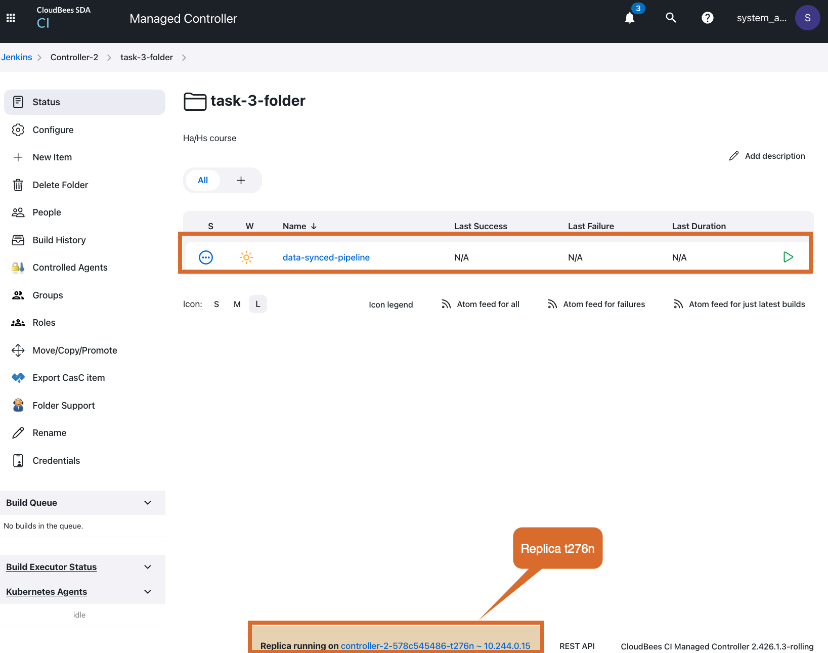 CloudBees SDA
CI
Managed Controller
3
system_a...
S
Jenkins
Controller-2
task-3-folder
Status
Configure
New Item
Delete Folder
People
Build History
Controlled Agents
Groups
Roles
Move/Copy/Promote
Export CasC item
Folder Support
Rename
Credentials
Build Queue
No builds in the queue.
Build Executor Status
Kubernetes Agents
idle
task-3-folder
Ha/Hs course
Add description
All
S W Name ↓ Last Success Last Failure Last Duration
data-synced-pipeline N/A N/A N/A
Icon: S M L
Icon legend
Atom feed for all
Atom feed for failures
Atom feed for just latest builds
Replica t276n
Replica running on controller-2-578c545486-t276n ~ 10.244.0.15
REST API
CloudBees CI Managed Controller 2.426.1.3-rolling